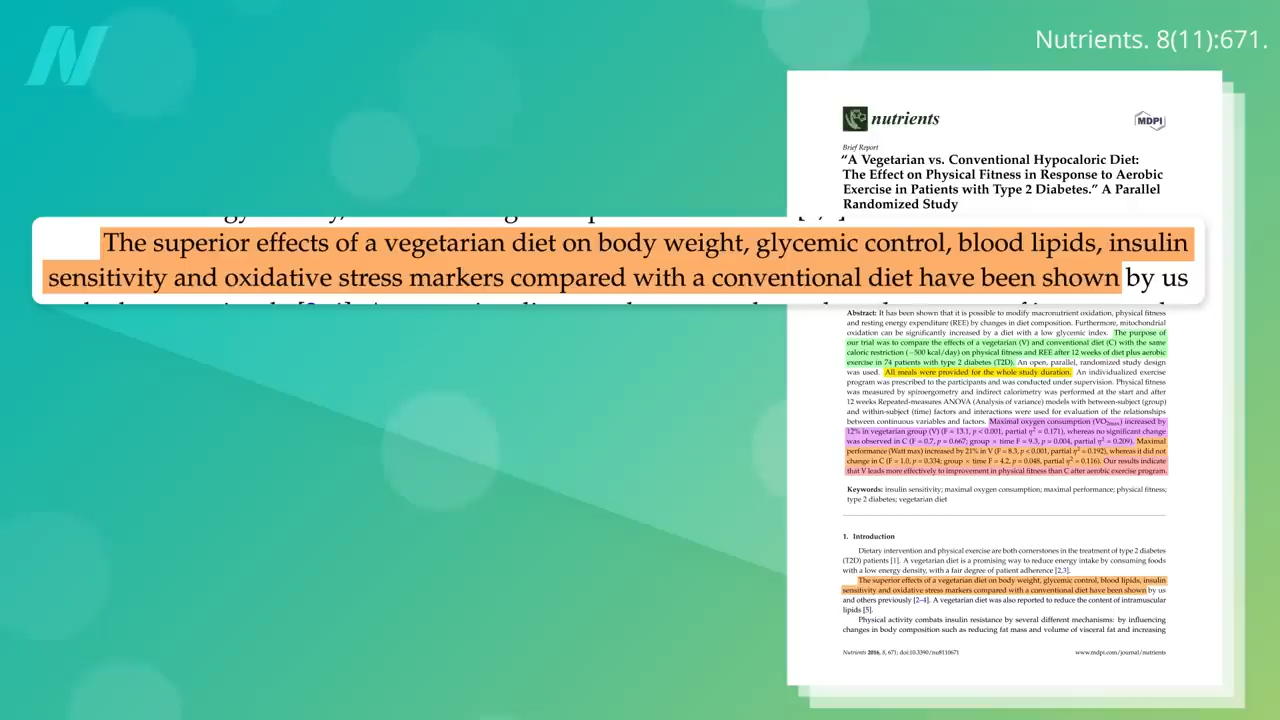 N
Nutrients. 8(11):671.
nutrients
MDPI
Brief Report
“A Vegetarian vs. Conventional Hypocaloric Diet:
The Effect on Physical Fitness in Response to Aerobic
Exercise in Patients with Type 2 Diabetes.” A Parallel
Randomized Study
The superior effects of a vegetarian diet on body weight, glycemic control, blood lipids, insulin
sensitivity and oxidative stress markers compared with a conventional diet have been shown by us
Abstract: It has been shown that it is possible to modify macronutrient oxidation, physical fitness
and resting energy expenditure (REE) by changes in diet composition. Furthermore, mitochondrial
oxidation can be significantly increased by a diet with a low glycemic index. The purpose of
our trial was to compare the effects of a vegetarian (V) and conventional diet (C) with the same
caloric restriction (−500 kcal/day) on physical fitness and REE after 12 weeks of diet plus aerobic
exercise in 74 patients with type 2 diabetes (T2D). An open, parallel, randomized study design
was used. All meals were provided for the whole study duration. An individualized exercise
program was prescribed to the participants and was conducted under supervision. Physical fitness
was measured by spiroergometry and indirect calorimetry was performed at the start and after
12 weeks Repeated-measures ANOVA (Analysis of variance) models with between-subject (group)
and within-subject (time) factors and interactions were used for evaluation of the relationships
between continuous variables and factors. Maximal oxygen consumption (VO2max) increased by
12% in vegetarian group (V) (F = 13.1, p < 0.001, partial η² = 0.171), whereas no significant change
was observed in C (F = 0.7, p = 0.667; group × time F = 9.3, p = 0.004, partial η² = 0.209). Maximal
performance (Watt max) increased by 21% in V (F = 8.3, p < 0.001, partial η² = 0.192), whereas it did not
change in C (F = 1.0, p = 0.334; group × time F = 4.2, p = 0.048, partial η² = 0.116). Our results indicate
that V leads more effectively to improvement in physical fitness than C after aerobic exercise program.
Keywords: insulin sensitivity; maximal oxygen consumption; maximal performance; physical fitness;
type 2 diabetes; vegetarian diet
1. Introduction
Dietary intervention and physical exercise are both cornerstones in the treatment of type 2 diabetes
(T2D) patients [1]. A vegetarian diet is a promising way to reduce energy intake by consuming foods
with a low energy density, with a fair degree of patient adherence [2,3].
The superior effects of a vegetarian diet on body weight, glycemic control, blood lipids, insulin
sensitivity and oxidative stress markers compared with a conventional diet have been shown by us
and others previously [2–4]. A vegetarian diet was also reported to reduce the content of intramuscular
lipids [5].
Physical activity combats insulin resistance by several different mechanisms: by influencing
changes in body composition such as reducing fat mass and volume of visceral fat and increasing
Nutrients 2016, 8, 671; doi:10.3390/nu8110671
www.mdpi.com/journal/nutrients